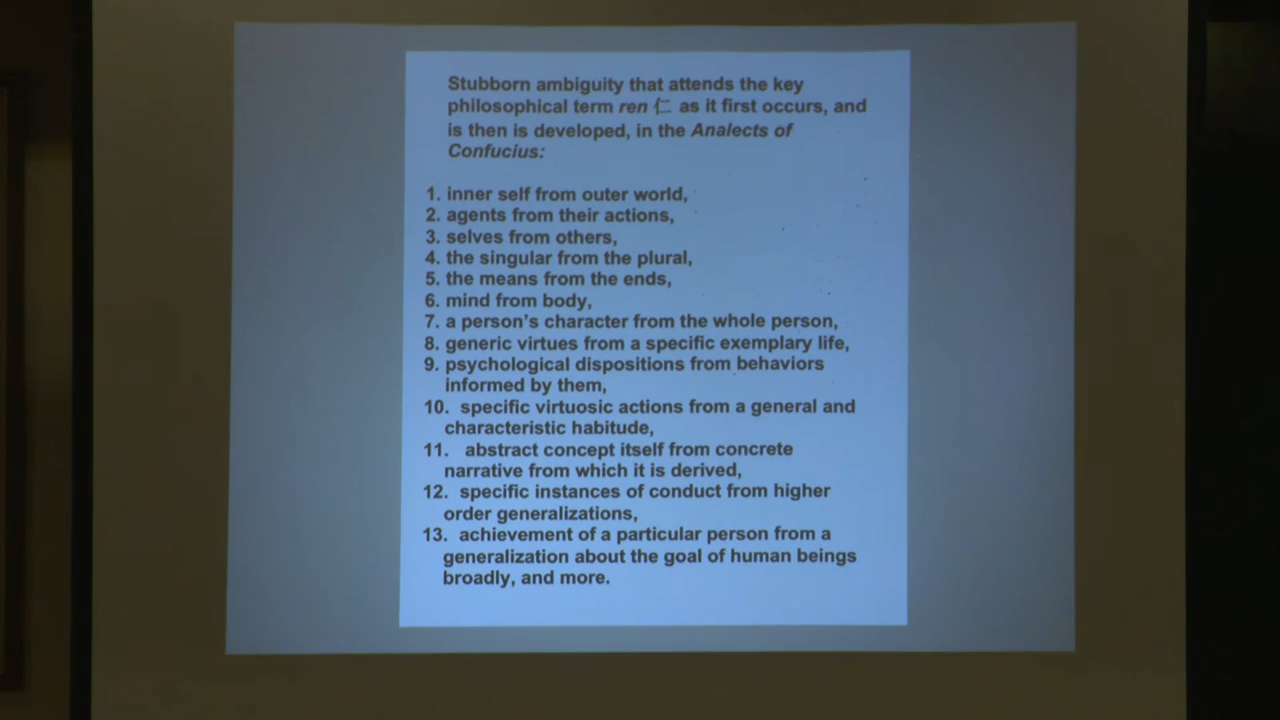 Stubborn ambiguity that attends the key
philosophical term ren 仁 as it first occurs, and
is then is developed, in the Analects of
Confucius:
1. inner self from outer world,
2. agents from their actions,
3. selves from others,
4. the singular from the plural,
5. the means from the ends,
6. mind from body,
7. a person's character from the whole person,
8. generic virtues from a specific exemplary life,
9. psychological dispositions from behaviors
informed by them,
10. specific virtuosic actions from a general and
characteristic habitude,
11. abstract concept itself from concrete
narrative from which it is derived,
12. specific instances of conduct from higher
order generalizations,
13. achievement of a particular person from a
generalization about the goal of human beings
broadly, and more.